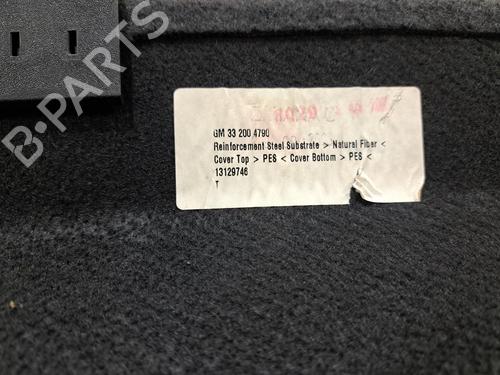 GM 33 200 4790
Reinforcement Steel Substrate > Natural Fiber <
Cover Top > PES < Cover Bottom > PES <
13129746
T
B-PARTS